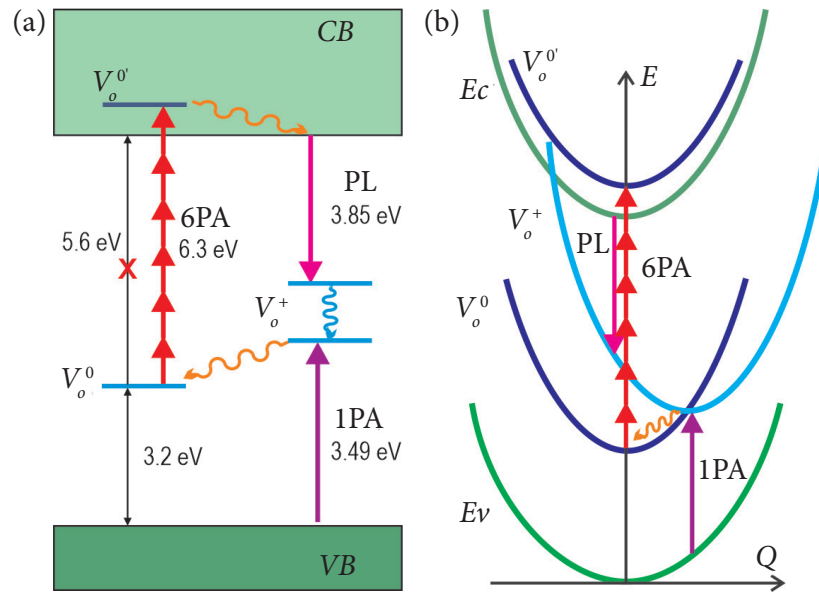 (a)
CB
V₀⁰'
PL
3.85 eV
6PA
6.3 eV
5.6 eV
X
Vₒ⁺
Vₒ⁰
1PA
3.49 eV
3.2 eV
VB
(b)
Vₒ⁰'
E
Ec
Vₒ⁺
PL
6PA
Vₒ⁰
1PA
Ev
Q